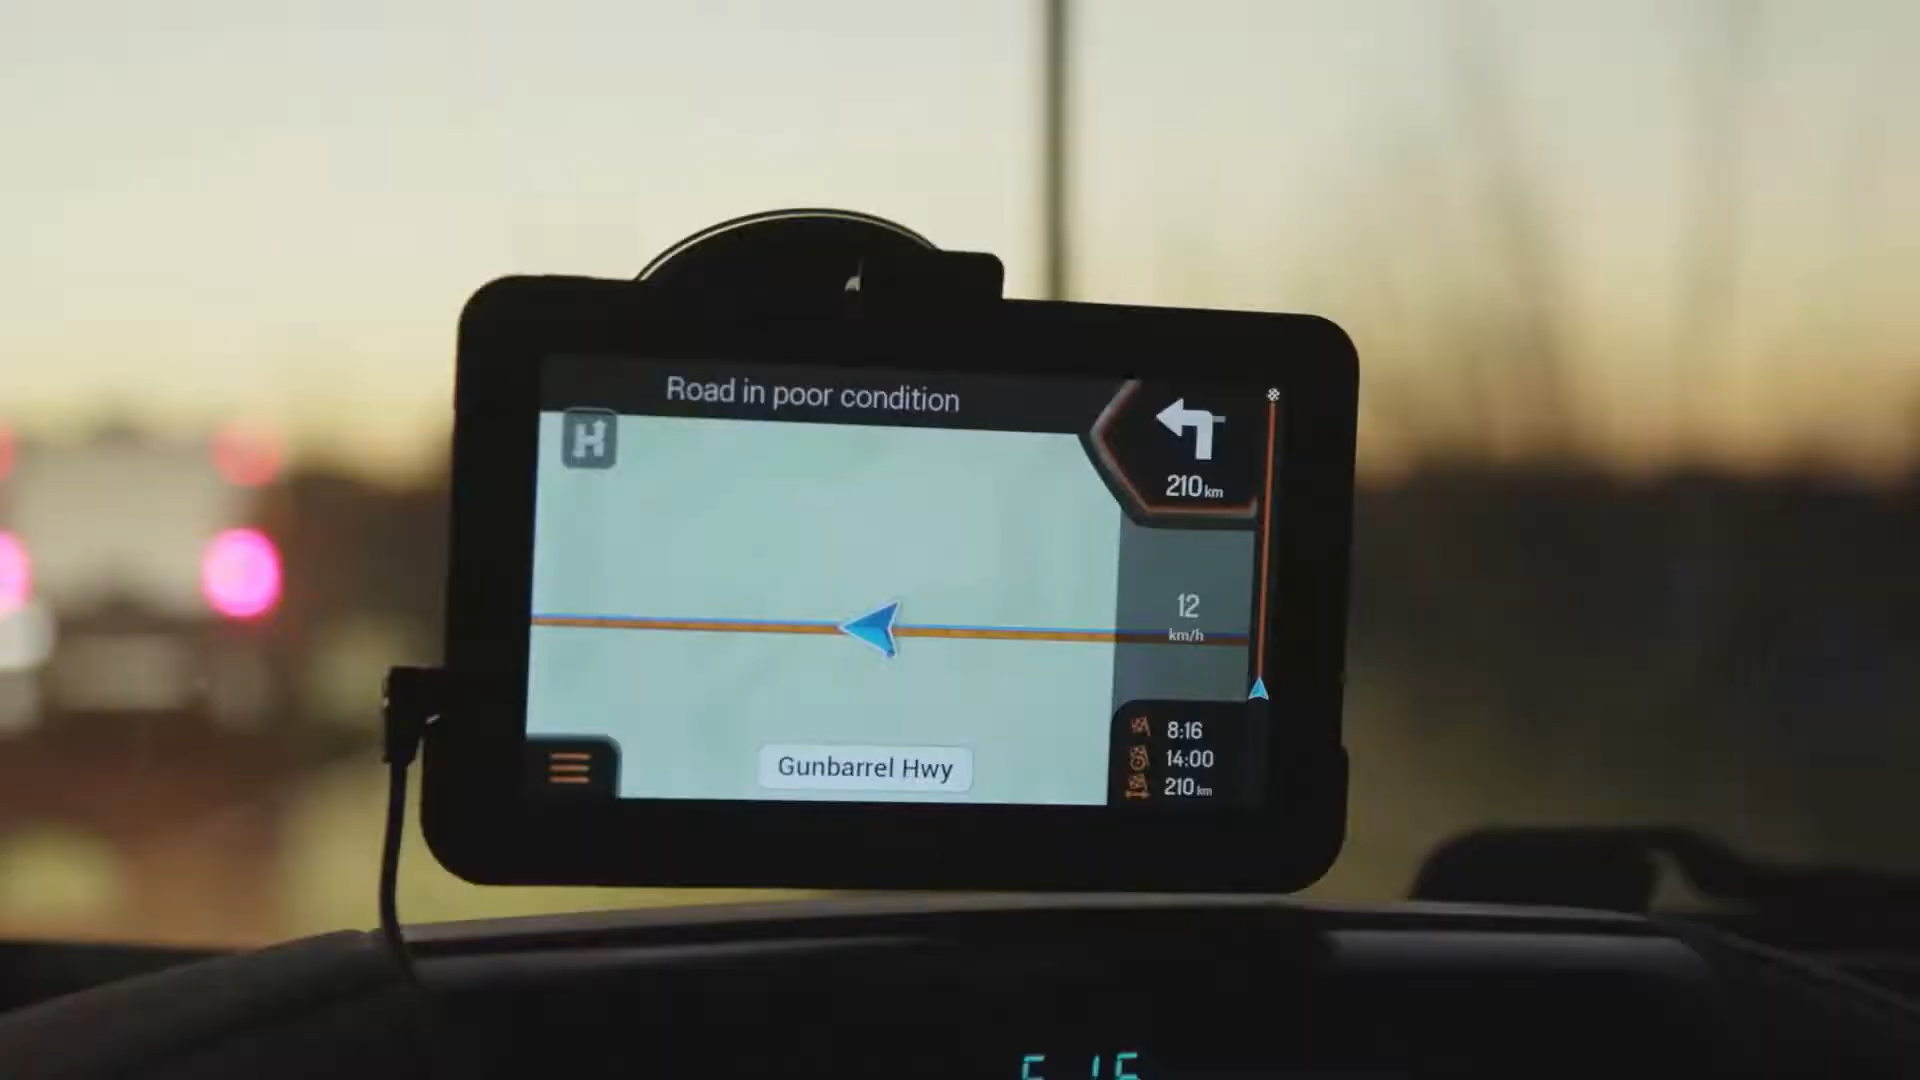 Road in poor condition
210 km
12
km/h
8:16
14:00
210 km
Gunbarrel Hwy